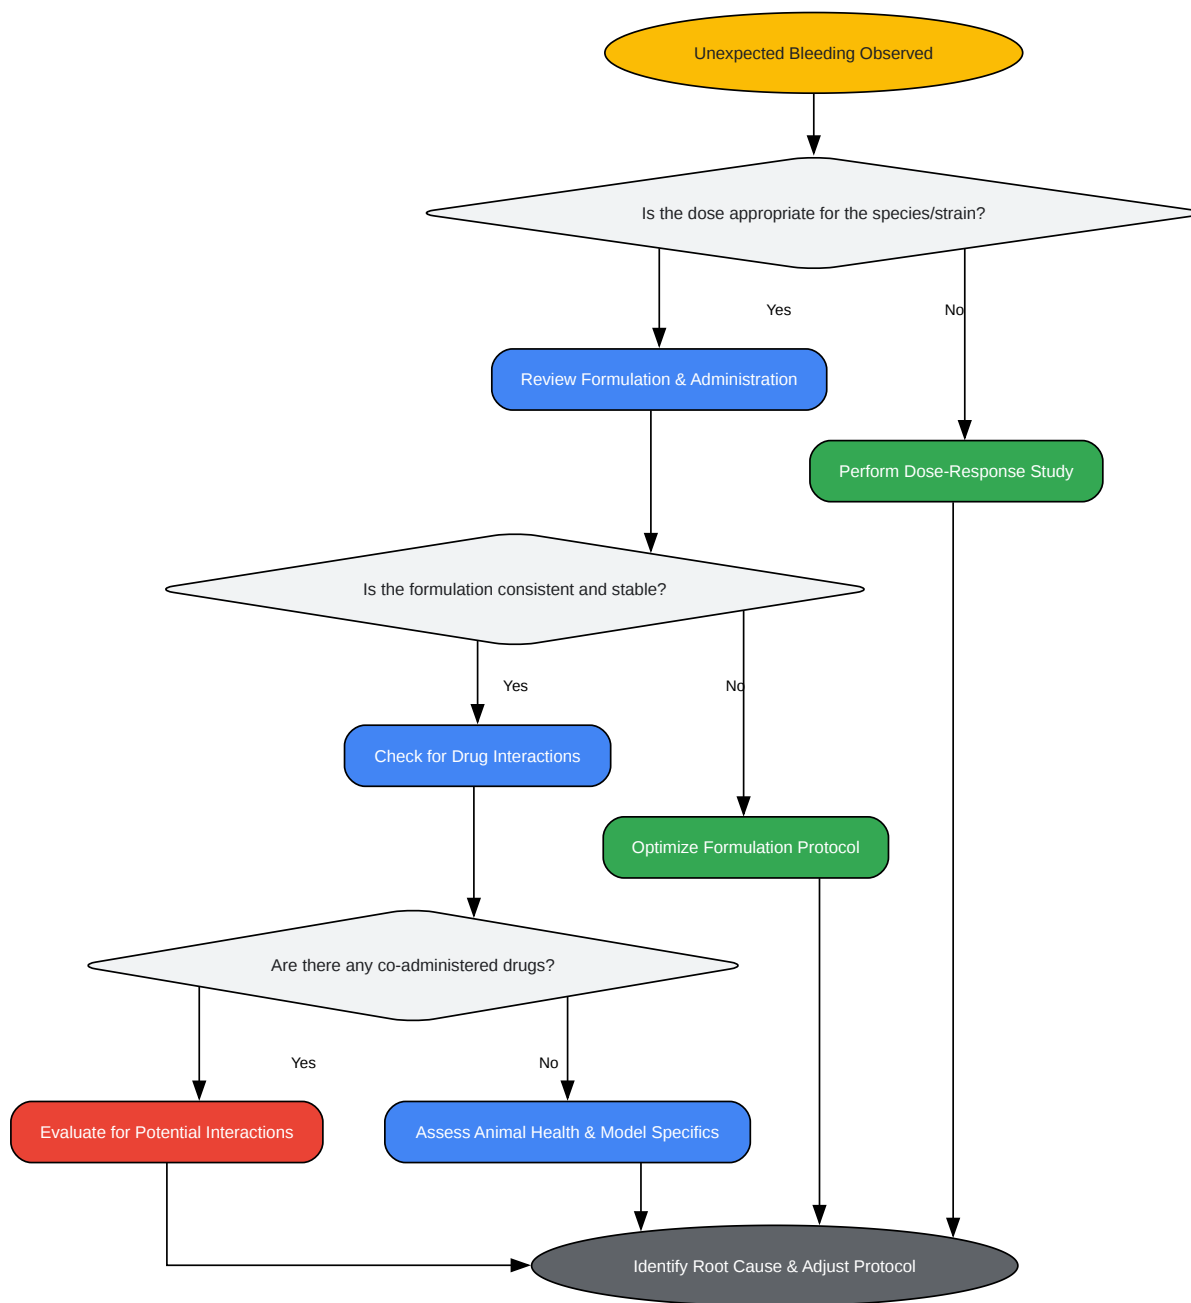 Unexpected Bleeding Observed
Is the dose appropriate for the species/strain?
Yes
No
Review Formulation & Administration
Perform Dose-Response Study
Is the formulation consistent and stable?
Yes
No
Check for Drug Interactions
Optimize Formulation Protocol
Are there any co-administered drugs?
Yes
No
Evaluate for Potential Interactions
Assess Animal Health & Model Specifics
Identify Root Cause & Adjust Protocol